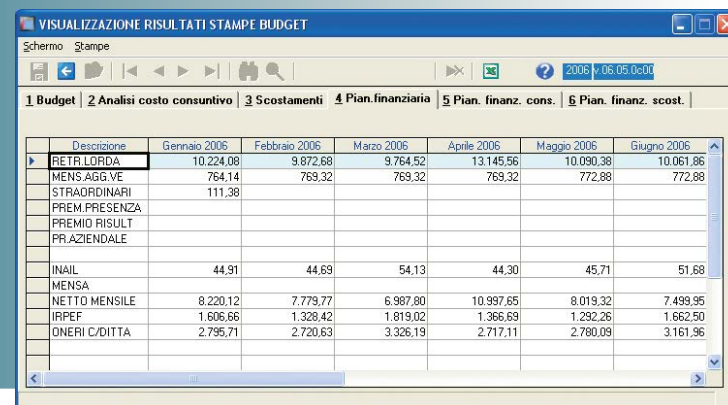 VISUALIZZAZIONE RISULTATI STAMPE BUDGET
Schermo Stampe
2006 v.06.05.0c00
1 Budget 2 Analisi costo consuntivo 3 Scostamenti 4 Pian.finanziaria 5 Pian. finanz. cons. 6 Pian. finanz. scost.
Descrizione Gennaio 2006 Febbraio 2006 Marzo 2006 Aprile 2006 Maggio 2006 Giugno 2006
RETR.LORDA 10.224,08 9.872,68 9.764,52 13.145,56 10.090,38 10.061,86
MENS.AGG.VE 764,14 769,32 769,32 769,32 772,88 772,88
STRAORDINARI 111,38
PREM.PRESENZA
PREMIO RISULT
PR.AZIENDALE
INAIL 44,91 44,69 54,13 44,30 45,71 51,68
MENSA
NETTO MENSILE 8.220,12 7.779,77 6.987,80 10.997,65 8.019,32 7.499,95
IRPEF 1.606,66 1.328,42 1.819,02 1.366,69 1.292,26 1.662,50
ONERI C/DITTA 2.795,71 2.720,63 3.326,19 2.717,11 2.780,09 3.161,96